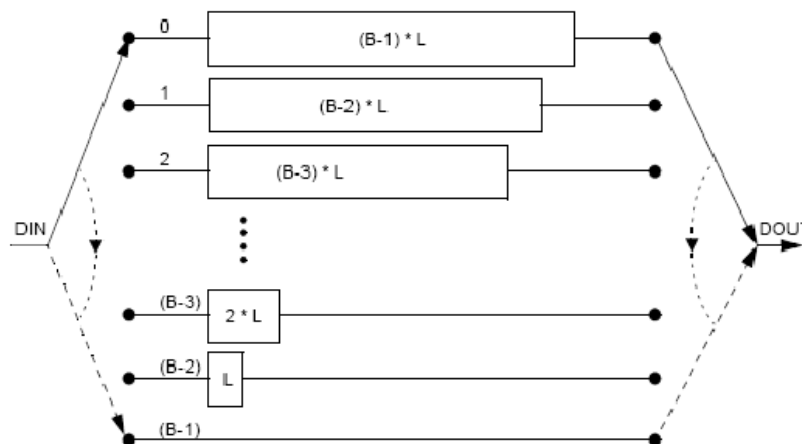 0
(B-1) * L
1
(B-2) * L
2
(B-3) * L
DIN
DOUT
(B-3)
2 * L
(B-2)
L
(B-1)